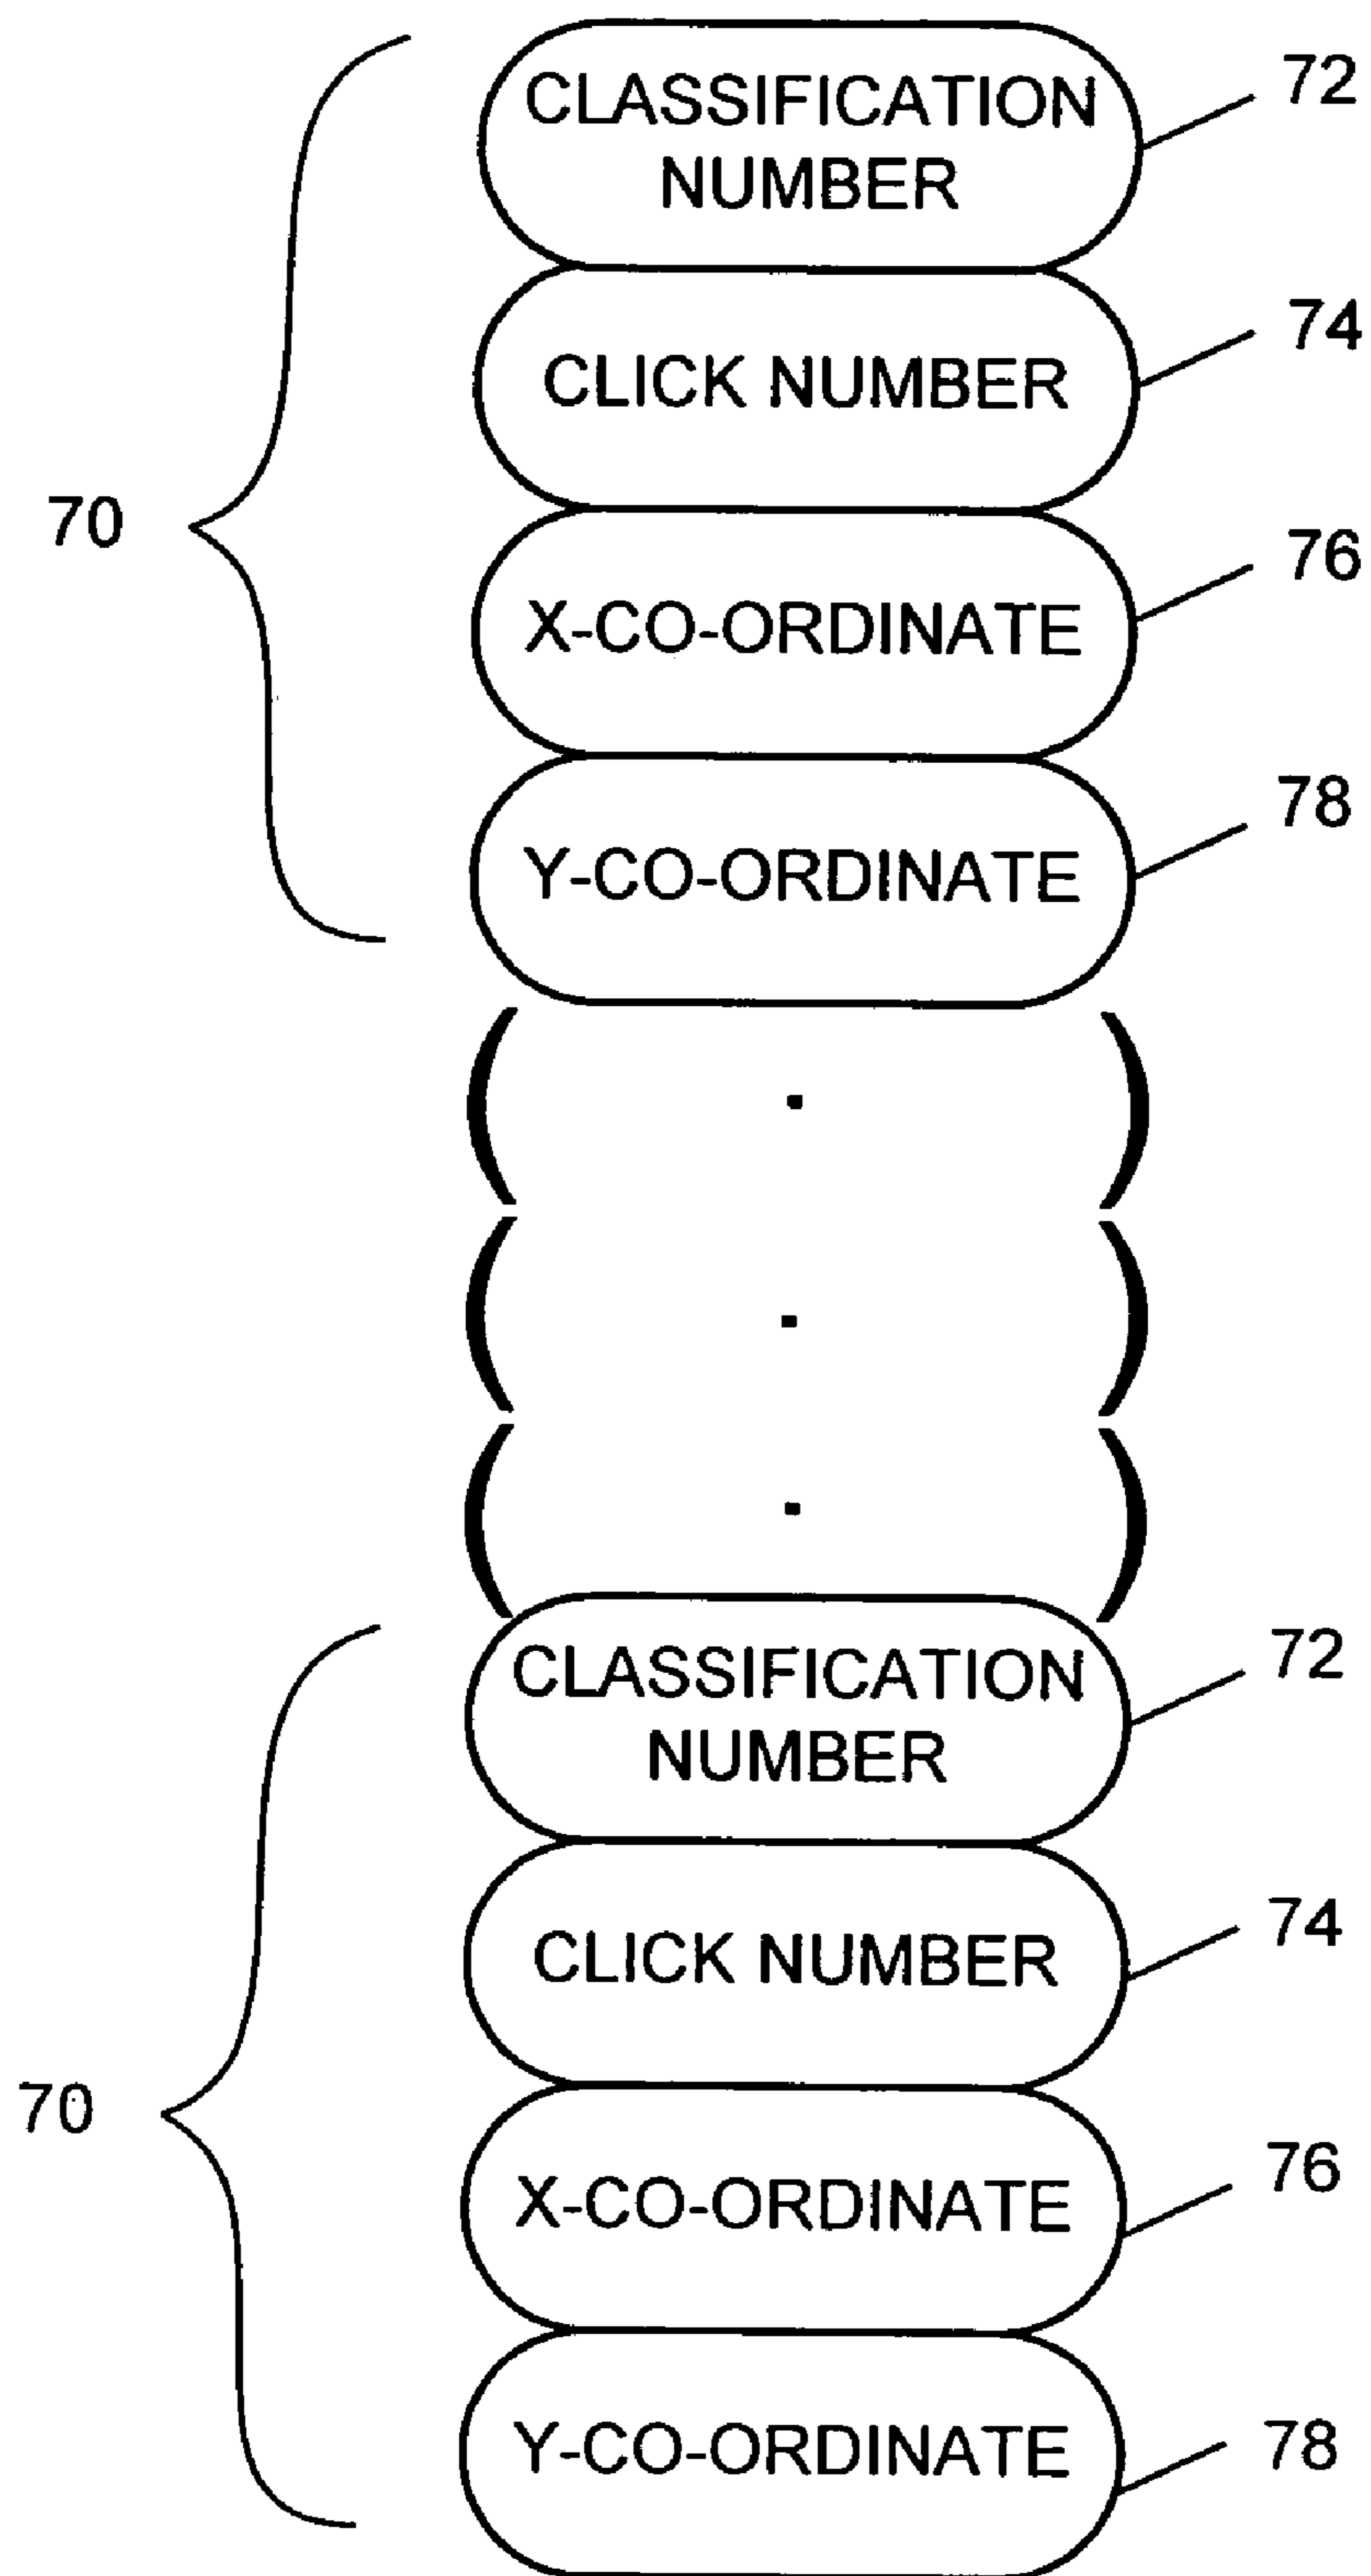 CLASSIFICATION
NUMBER
72
CLICK NUMBER
74
70
X-CO-ORDINATE
76
Y-CO-ORDINATE
78
CLASSIFICATION
NUMBER
72
CLICK NUMBER
74
70
X-CO-ORDINATE
76
Y-CO-ORDINATE
78